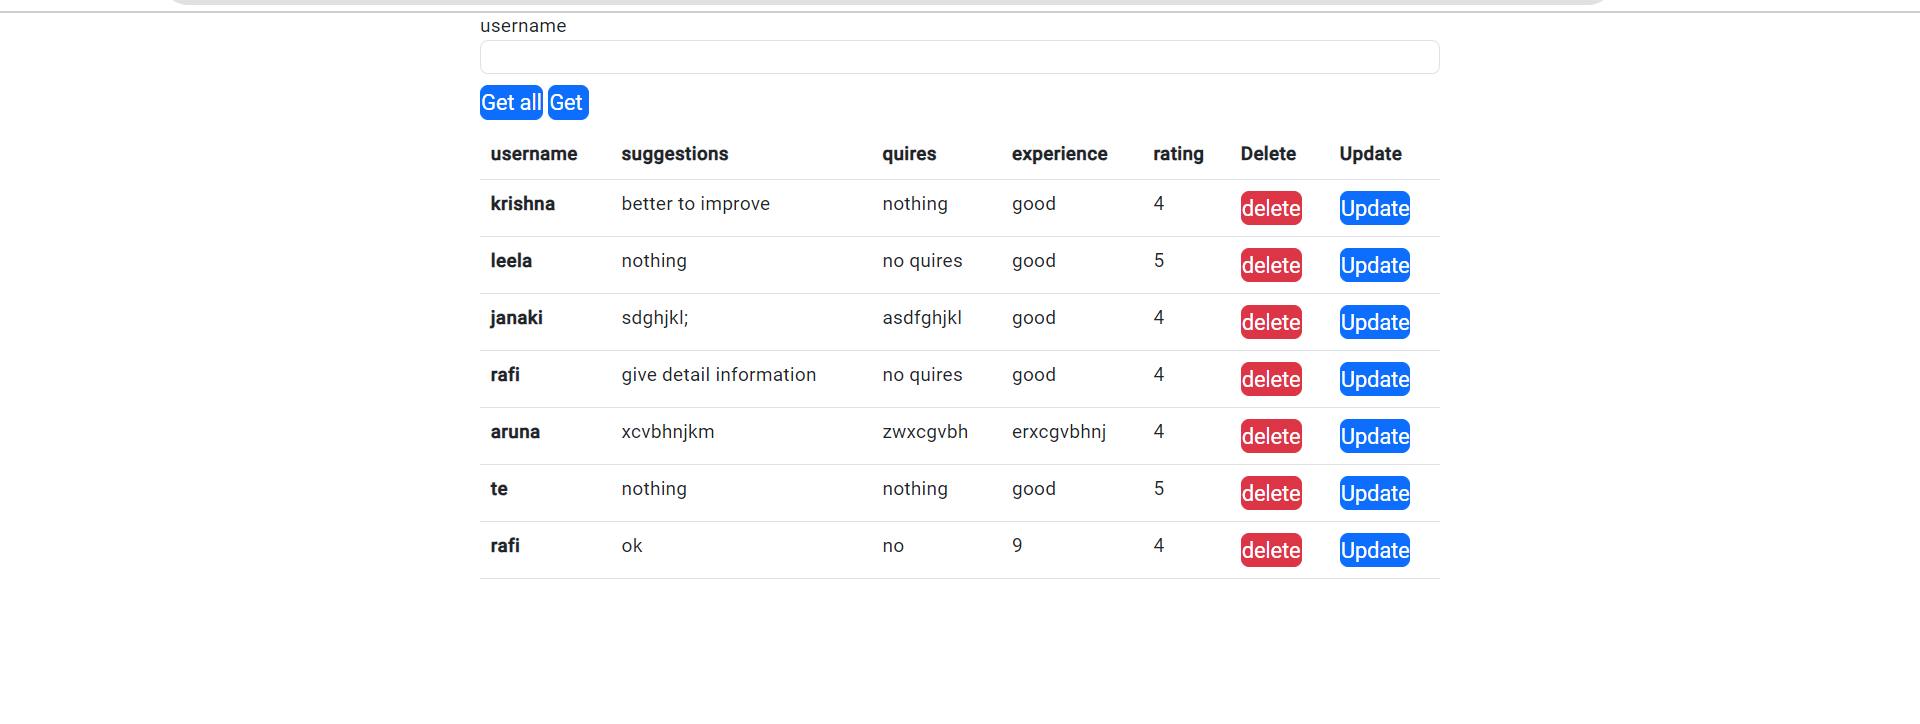 username
Get all Get
username suggestions quires experience rating Delete Update
krishna better to improve nothing good 4 delete Update
leela nothing no quires good 5 delete Update
janaki sdghjkl; asdfghjkl good 4 delete Update
rafi give detail information no quires good 4 delete Update
aruna xcvbhnjkm zwxcgvbh erxcgvbhnj 4 delete Update
te nothing nothing good 5 delete Update
rafi ok no 9 4 delete Update